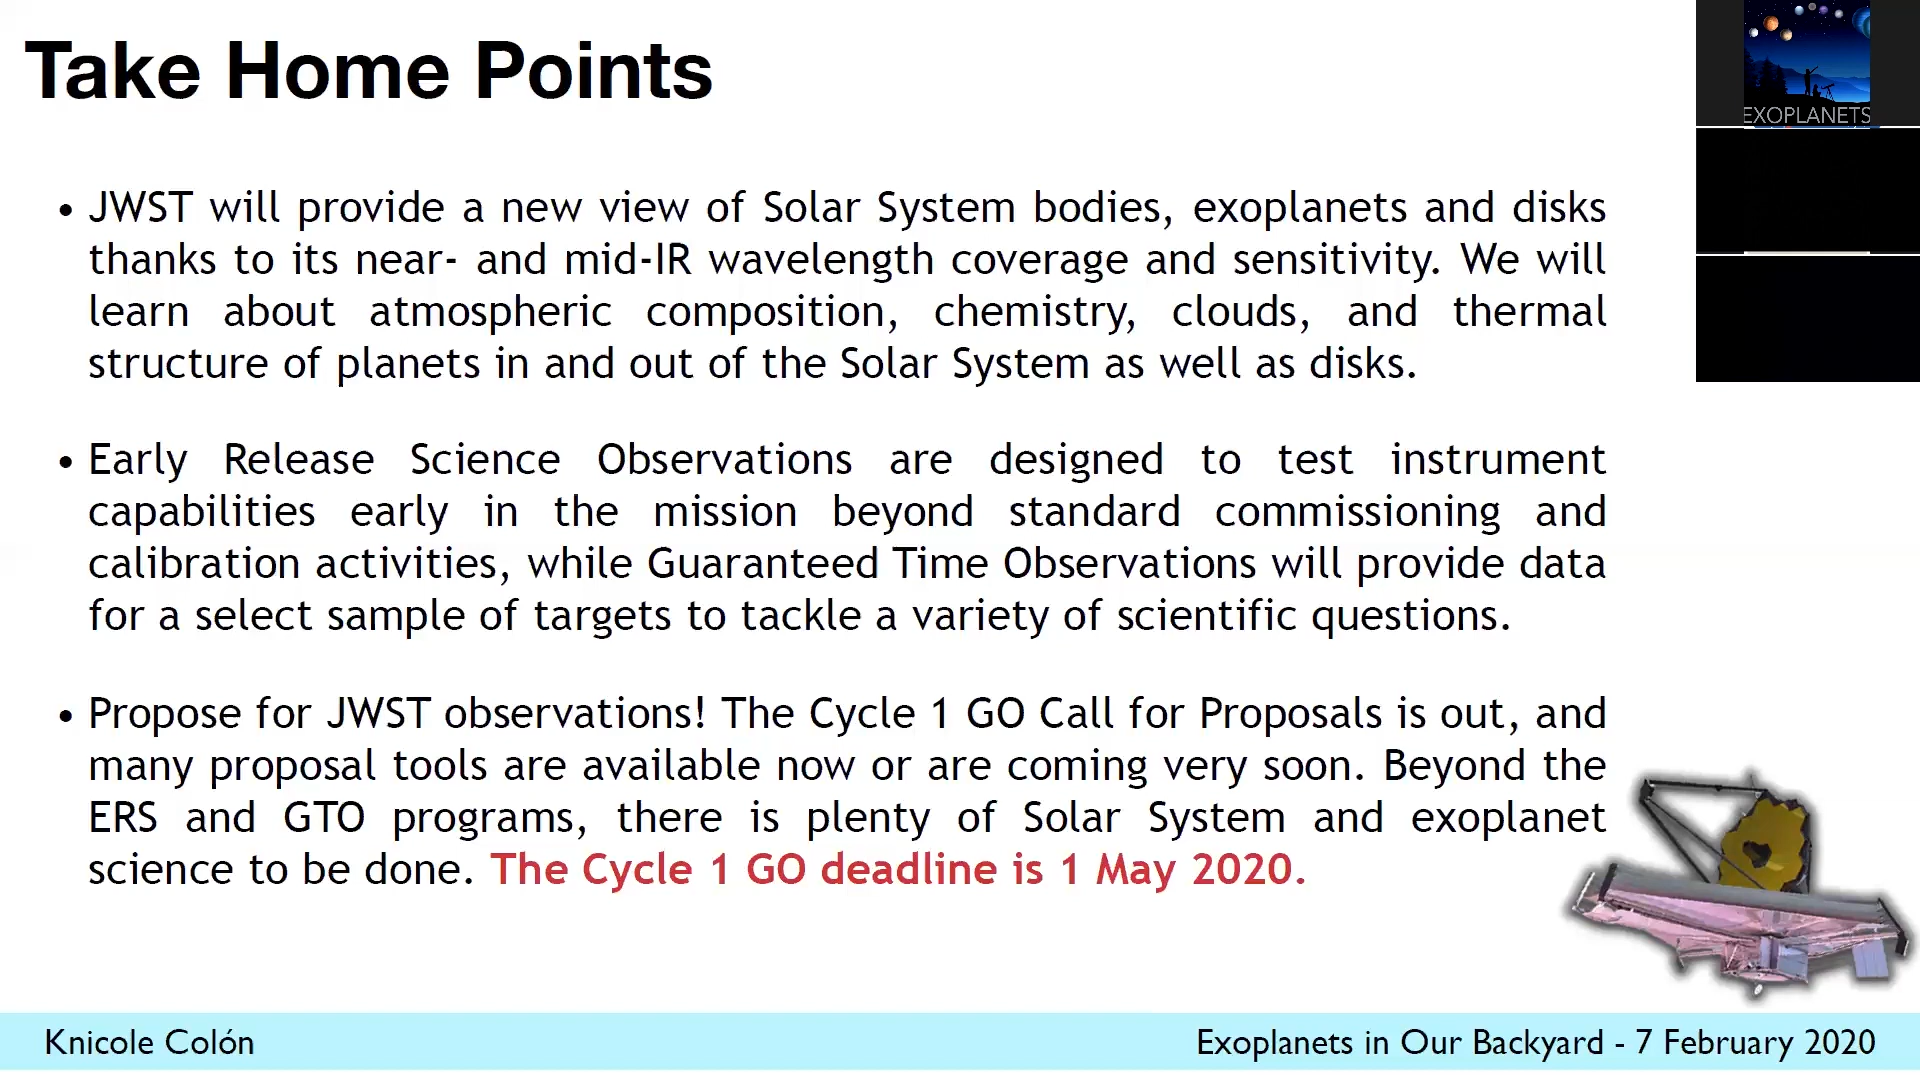 Take Home Points
EXOPLANETS
• JWST will provide a new view of Solar System bodies, exoplanets and disks
thanks to its near- and mid-IR wavelength coverage and sensitivity. We will
learn about atmospheric composition, chemistry, clouds, and thermal
structure of planets in and out of the Solar System as well as disks.
• Early Release Science Observations are designed to test instrument
capabilities early in the mission beyond standard commissioning and
calibration activities, while Guaranteed Time Observations will provide data
for a select sample of targets to tackle a variety of scientific questions.
• Propose for JWST observations! The Cycle 1 GO Call for Proposals is out, and
many proposal tools are available now or are coming very soon. Beyond the
ERS and GTO programs, there is plenty of Solar System and exoplanet
science to be done. The Cycle 1 GO deadline is 1 May 2020.
Knicole Colón
Exoplanets in Our Backyard - 7 February 2020